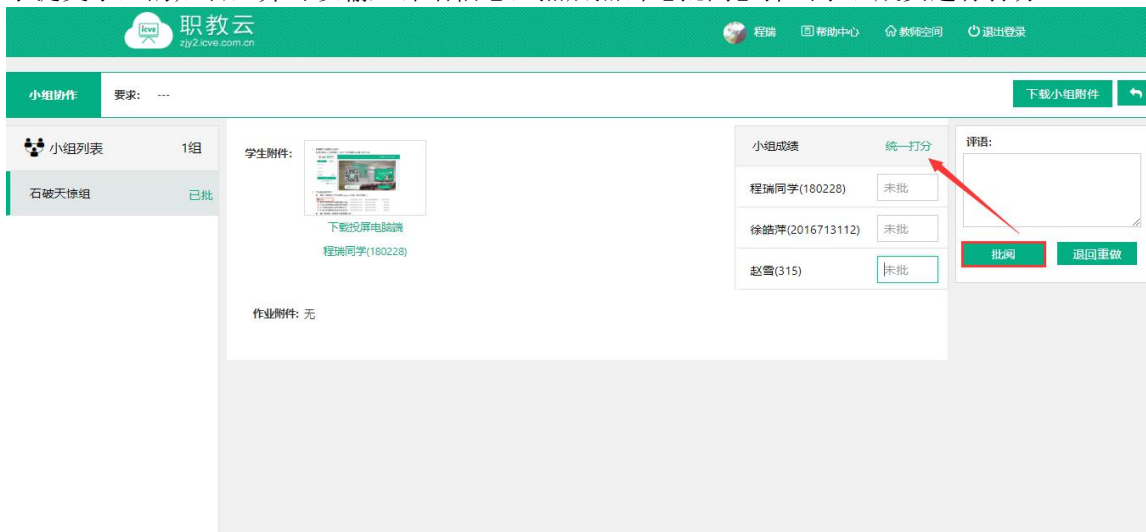 icve
职教云
zjy2.icve.com.cn
程瑞
帮助中心
教师空间
退出登录
小组协作
要求: ---
下载小组附件
小组列表
1组
石破天惊组
已批
学生附件:
下载投屏电脑端
程瑞同学(180228)
作业附件: 无
小组成绩
统一打分
程瑞同学(180228)
未批
徐皓萍(2016713112)
未批
赵雪(315)
未批
评语:
批阅
退回重做